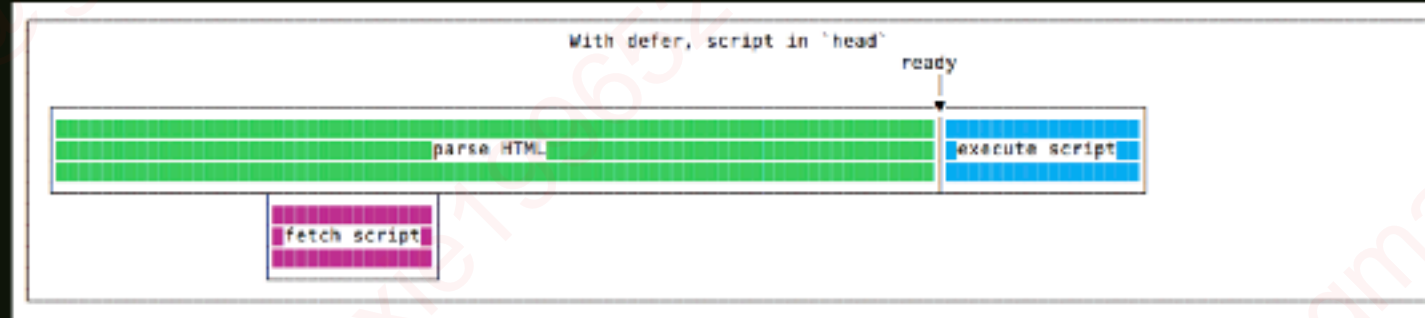 With defer, script in `head`
ready
parse HTML
execute script
fetch script